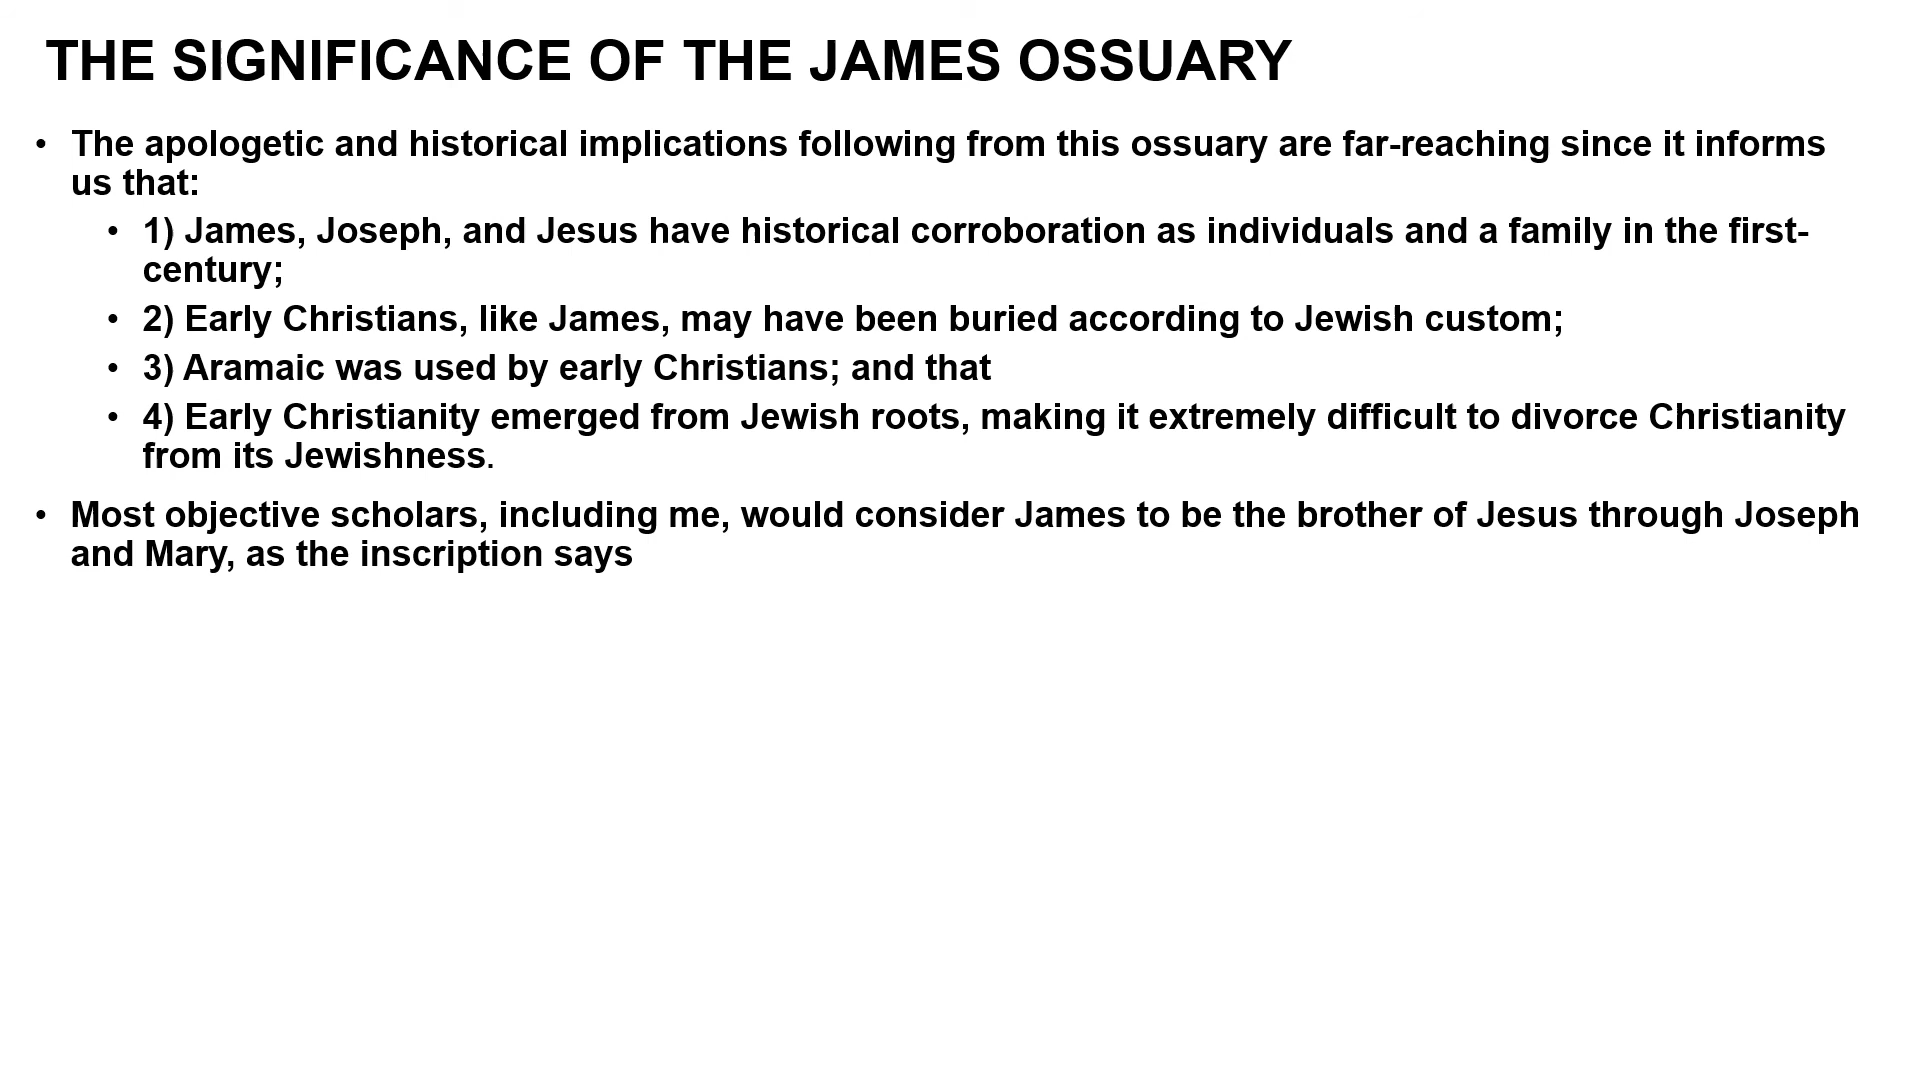 THE SIGNIFICANCE OF THE JAMES OSSUARY
• The apologetic and historical implications following from this ossuary are far-reaching since it informs
us that:
• 1) James, Joseph, and Jesus have historical corroboration as individuals and a family in the first-
century;
• 2) Early Christians, like James, may have been buried according to Jewish custom;
• 3) Aramaic was used by early Christians; and that
• 4) Early Christianity emerged from Jewish roots, making it extremely difficult to divorce Christianity
from its Jewishness.
• Most objective scholars, including me, would consider James to be the brother of Jesus through Joseph
and Mary, as the inscription says